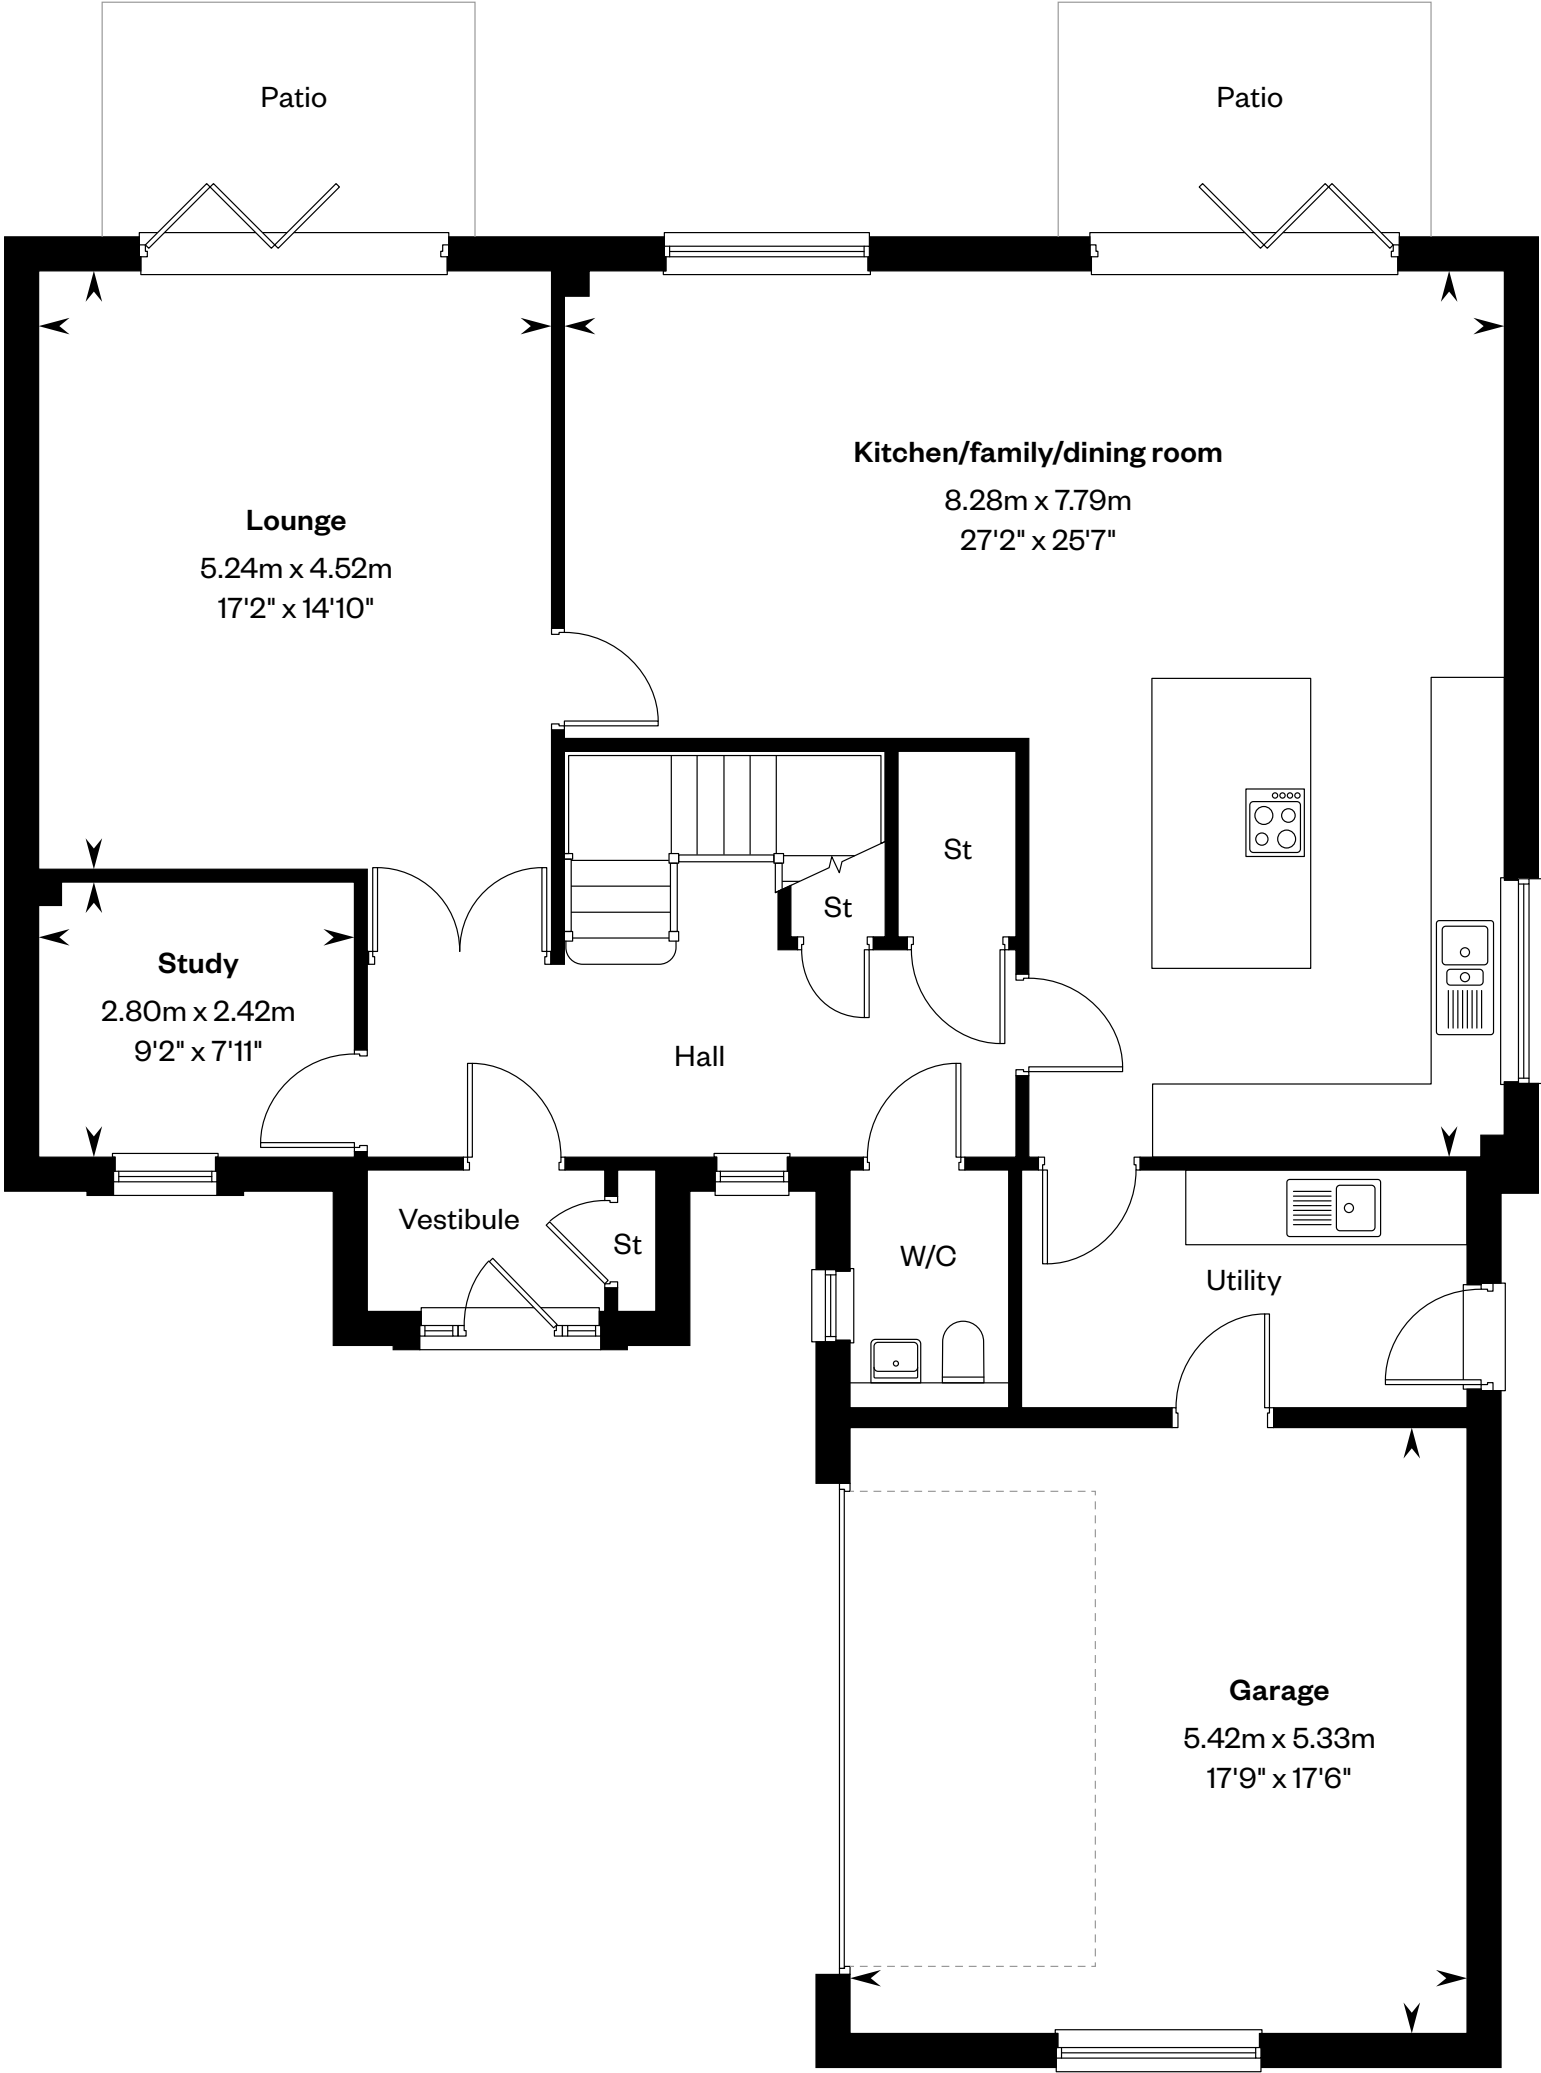 Patio
Patio
Kitchen/family/dining room
8.28m x 7.79m
27'2" x 25'7"
Lounge
5.24m x 4.52m
17'2" x 14'10"
St
St
Study
2.80m x 2.42m
9'2" x 7'11"
Hall
Vestibule
St
W/C
Utility
Garage
5.42m x 5.33m
17'9" x 17'6"